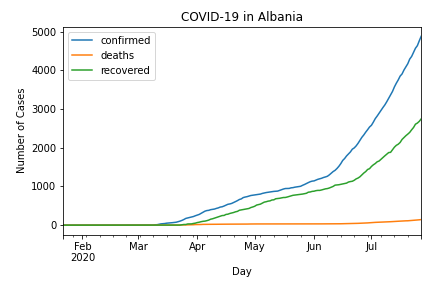 COVID-19 in Albania
confirmed
deaths
recovered
Number of Cases
5000
4000
3000
2000
1000
0
Feb
2020
Mar
Apr
May
Jun
Jul
Day